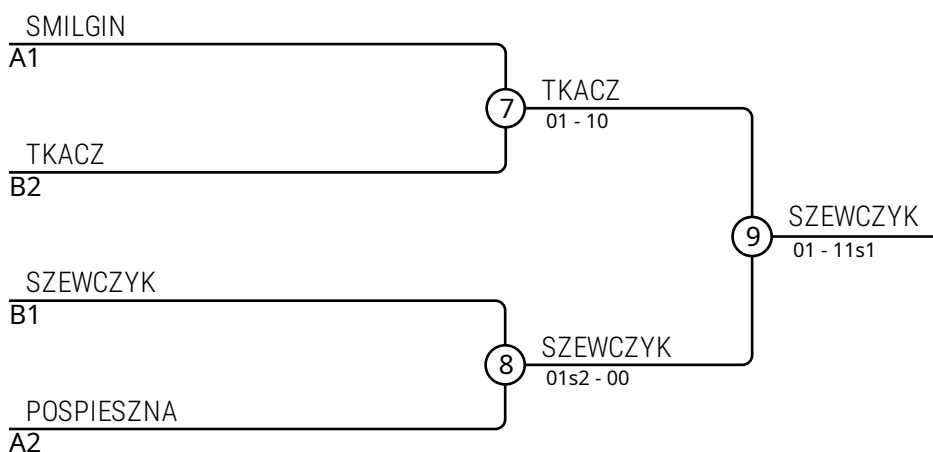 SMILGIN
A1
7
TKACZ
01 - 10
TKACZ
B2
9
SZEWCZYK
01 - 11s1
SZEWCZYK
B1
8
SZEWCZYK
01s2 - 00
POSPIESZNA
A2